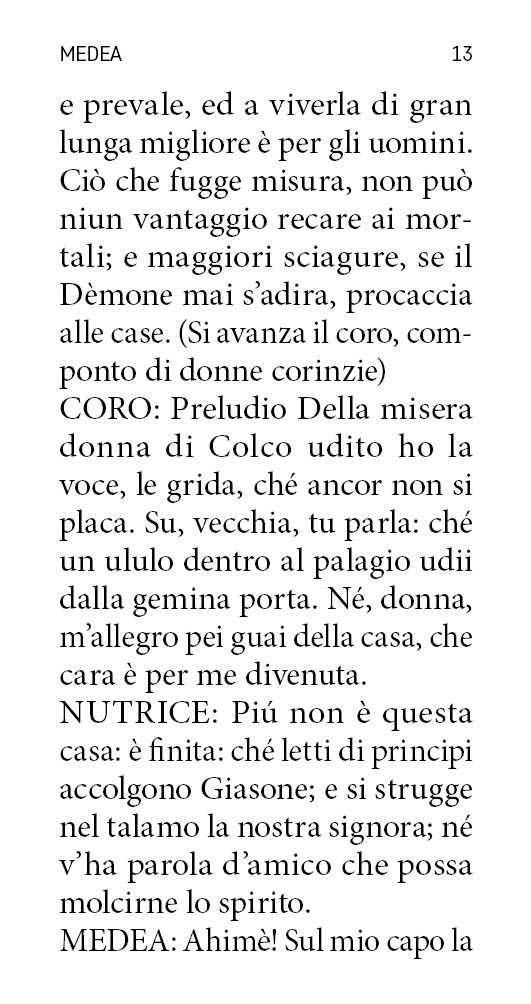 MEDEA 13
e prevale, ed a viverla di gran
lunga migliore è per gli uomini.
Ciò che fugge misura, non può
niun vantaggio recare ai mor-
tali; e maggiori sciagure, se il
Dèmone mai s’adira, procaccia
alle case. (Si avanza il coro, com-
ponto di donne corinzie)
CORO: Preludio Della misera
donna di Colco udito ho la
voce, le grida, ché ancor non si
placa. Su, vecchia, tu parla: ché
un ululo dentro al palagio udii
dalla gemina porta. Né, donna,
m’allegro pei guai della casa, che
cara è per me divenuta.
NUTRICE: Piú non è questa
casa: è finita: ché letti di principi
accolgono Giasone; e si strugge
nel talamo la nostra signora; né
v’ha parola d’amico che possa
molcirne lo spirito.
MEDEA: Ahimè! Sul mio capo la